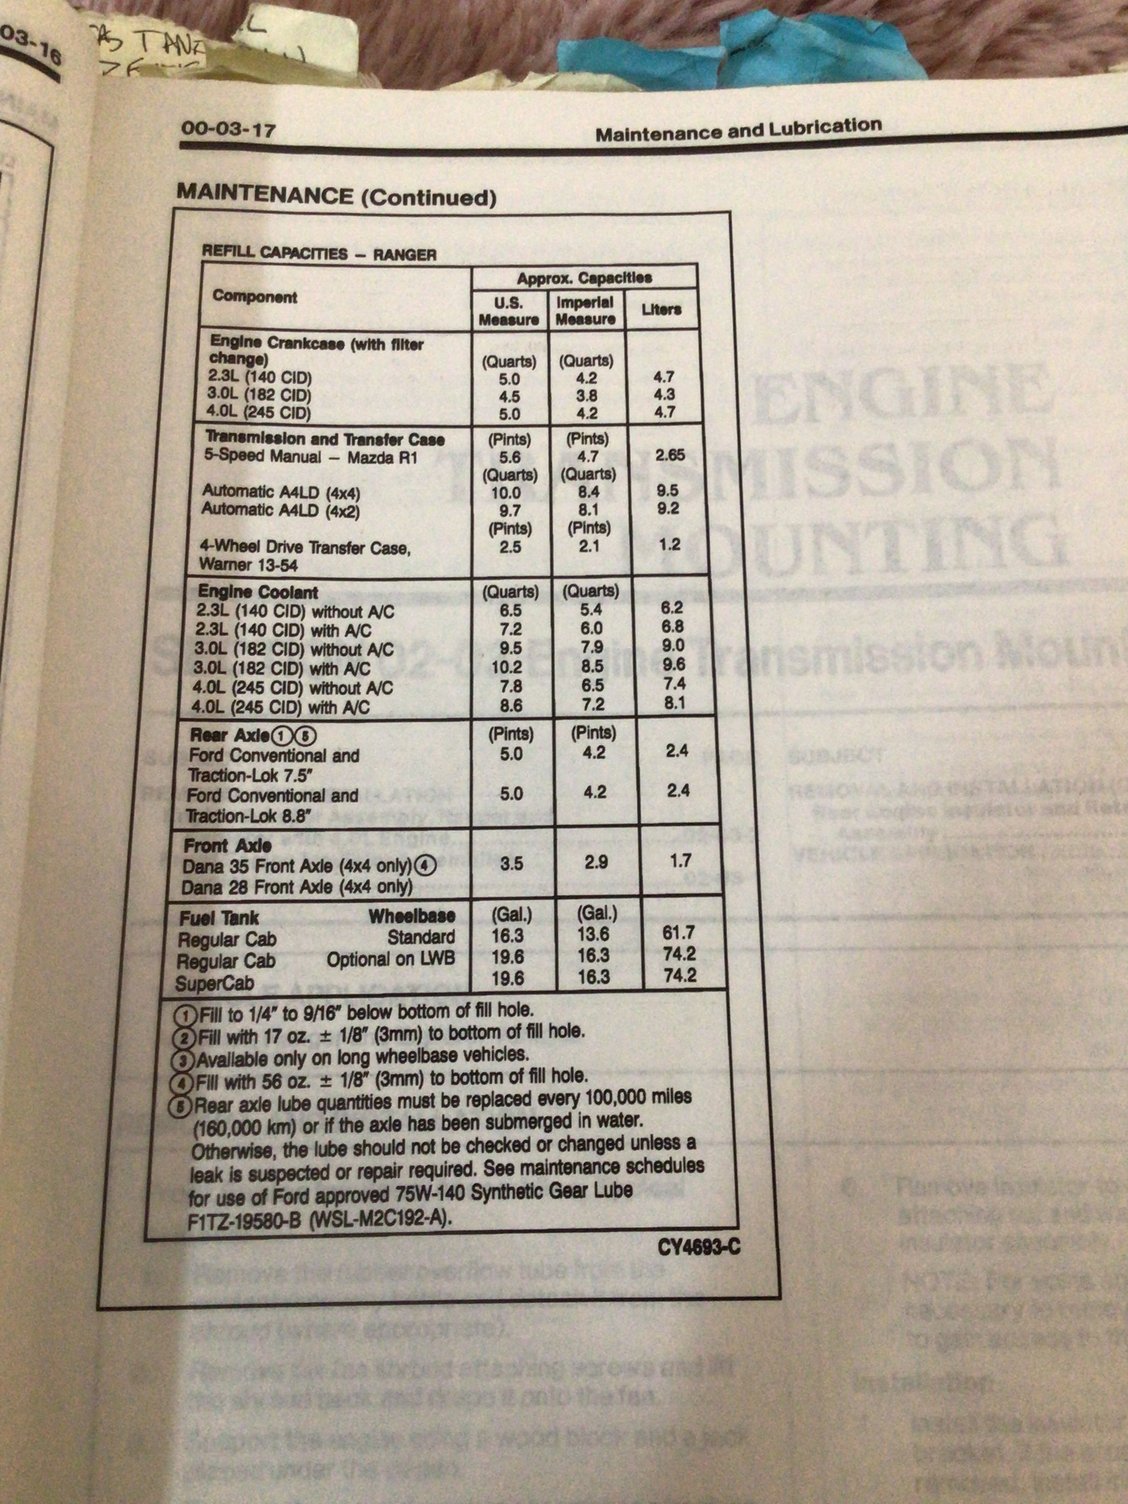 03-16
AS TANK
00-03-17
Maintenance and Lubrication
MAINTENANCE (Continued)
REFILL CAPACITIES – RANGER
Component
Approx. Capacities
U.S. Measure Imperial Measure Liters
Engine Crankcase (with filter
change) (Quarts) (Quarts)
2.3L (140 CID) 5.0 4.2 4.7
3.0L (182 CID) 4.5 3.8 4.3
4.0L (245 CID) 5.0 4.2 4.7
Transmission and Transfer Case (Pints) (Pints)
5-Speed Manual – Mazda R1 5.6 4.7 2.65
(Quarts) (Quarts)
Automatic A4LD (4x4) 10.0 8.4 9.5
Automatic A4LD (4x2) 9.7 8.1 9.2
(Pints) (Pints)
4-Wheel Drive Transfer Case, 2.5 2.1 1.2
Warner 13-54
Engine Coolant (Quarts) (Quarts)
2.3L (140 CID) without A/C 6.5 5.4 6.2
2.3L (140 CID) with A/C 7.2 6.0 6.8
3.0L (182 CID) without A/C 9.5 7.9 9.0
3.0L (182 CID) with A/C 10.2 8.5 9.6
4.0L (245 CID) without A/C 7.8 6.5 7.4
4.0L (245 CID) with A/C 8.6 7.2 8.1
Rear Axle①⑤ (Pints) (Pints)
Ford Conventional and 5.0 4.2 2.4
Traction-Lok 7.5″
Ford Conventional and 5.0 4.2 2.4
Traction-Lok 8.8″
Front Axle
Dana 35 Front Axle (4x4 only)④ 3.5 2.9 1.7
Dana 28 Front Axle (4x4 only)
Fuel Tank Wheelbase (Gal.) (Gal.)
Regular Cab Standard 16.3 13.6 61.7
Regular Cab Optional on LWB 19.6 16.3 74.2
SuperCab 19.6 16.3 74.2
①Fill to 1/4″ to 9/16″ below bottom of fill hole.
②Fill with 17 oz. ± 1/8″ (3mm) to bottom of fill hole.
③Available only on long wheelbase vehicles.
④Fill with 56 oz. ± 1/8″ (3mm) to bottom of fill hole.
⑤Rear axle lube quantities must be replaced every 100,000 miles
(160,000 km) or if the axle has been submerged in water.
Otherwise, the lube should not be checked or changed unless a
leak is suspected or repair required. See maintenance schedules
for use of Ford approved 75W-140 Synthetic Gear Lube
F1TZ-19580-B (WSL-M2C192-A).
CY4693-C